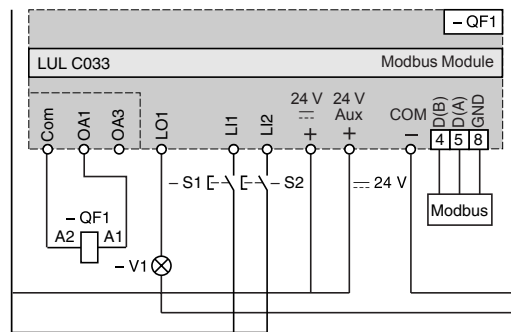 – QF1
LUL C033 Modbus Module
Com OA1 OA3 LO1 LI1 LI2 24 V + 24 V Aux + COM – D(B) D(A) GND
4 5 8
– S1 – S2 24 V
Modbus
– QF1
A2 A1
– V1